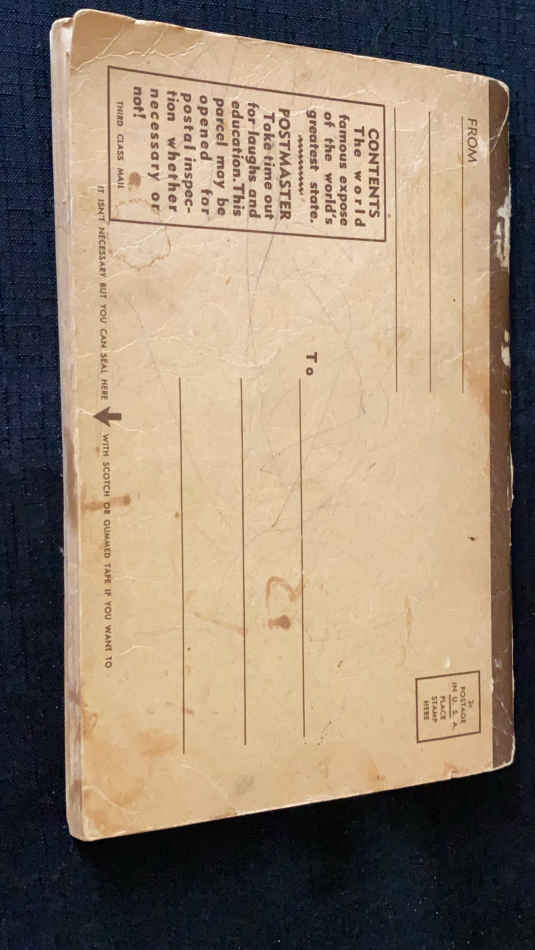 FROM
2¢
POSTAGE
IN U. S. A.
PLACE
STAMP
HERE
CONTENTS
The world
famous expose
of the world's
greatest state.
POSTMASTER
Take time out
for laughs and
education. This
parcel may be
opened for
postal inspec-
tion whether
necessary or
not!
THIRD CLASS MAIL
To
IT ISN'T NECESSARY BUT YOU CAN SEAL HERE WITH SCOTCH OR GUMMED TAPE IF YOU WANT TO